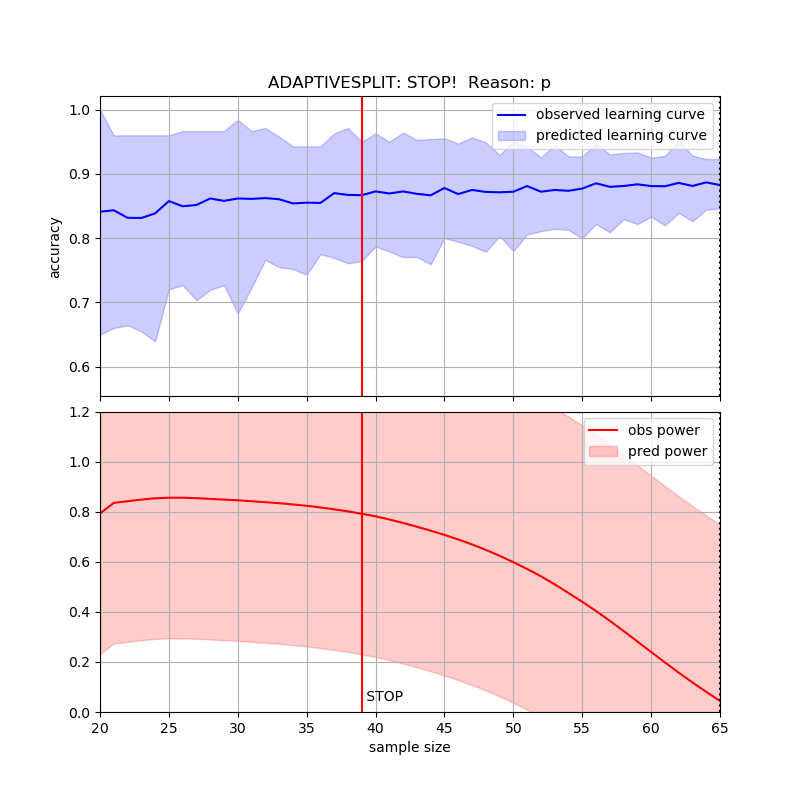 ADAPTIVESPLIT: STOP!  Reason: p
1.0
0.9
0.8
0.7
0.6
accuracy
observed learning curve
predicted learning curve
1.2
1.0
0.8
0.6
0.4
0.2
0.0
obs power
pred power
STOP
20 25 30 35 40 45 50 55 60 65
sample size